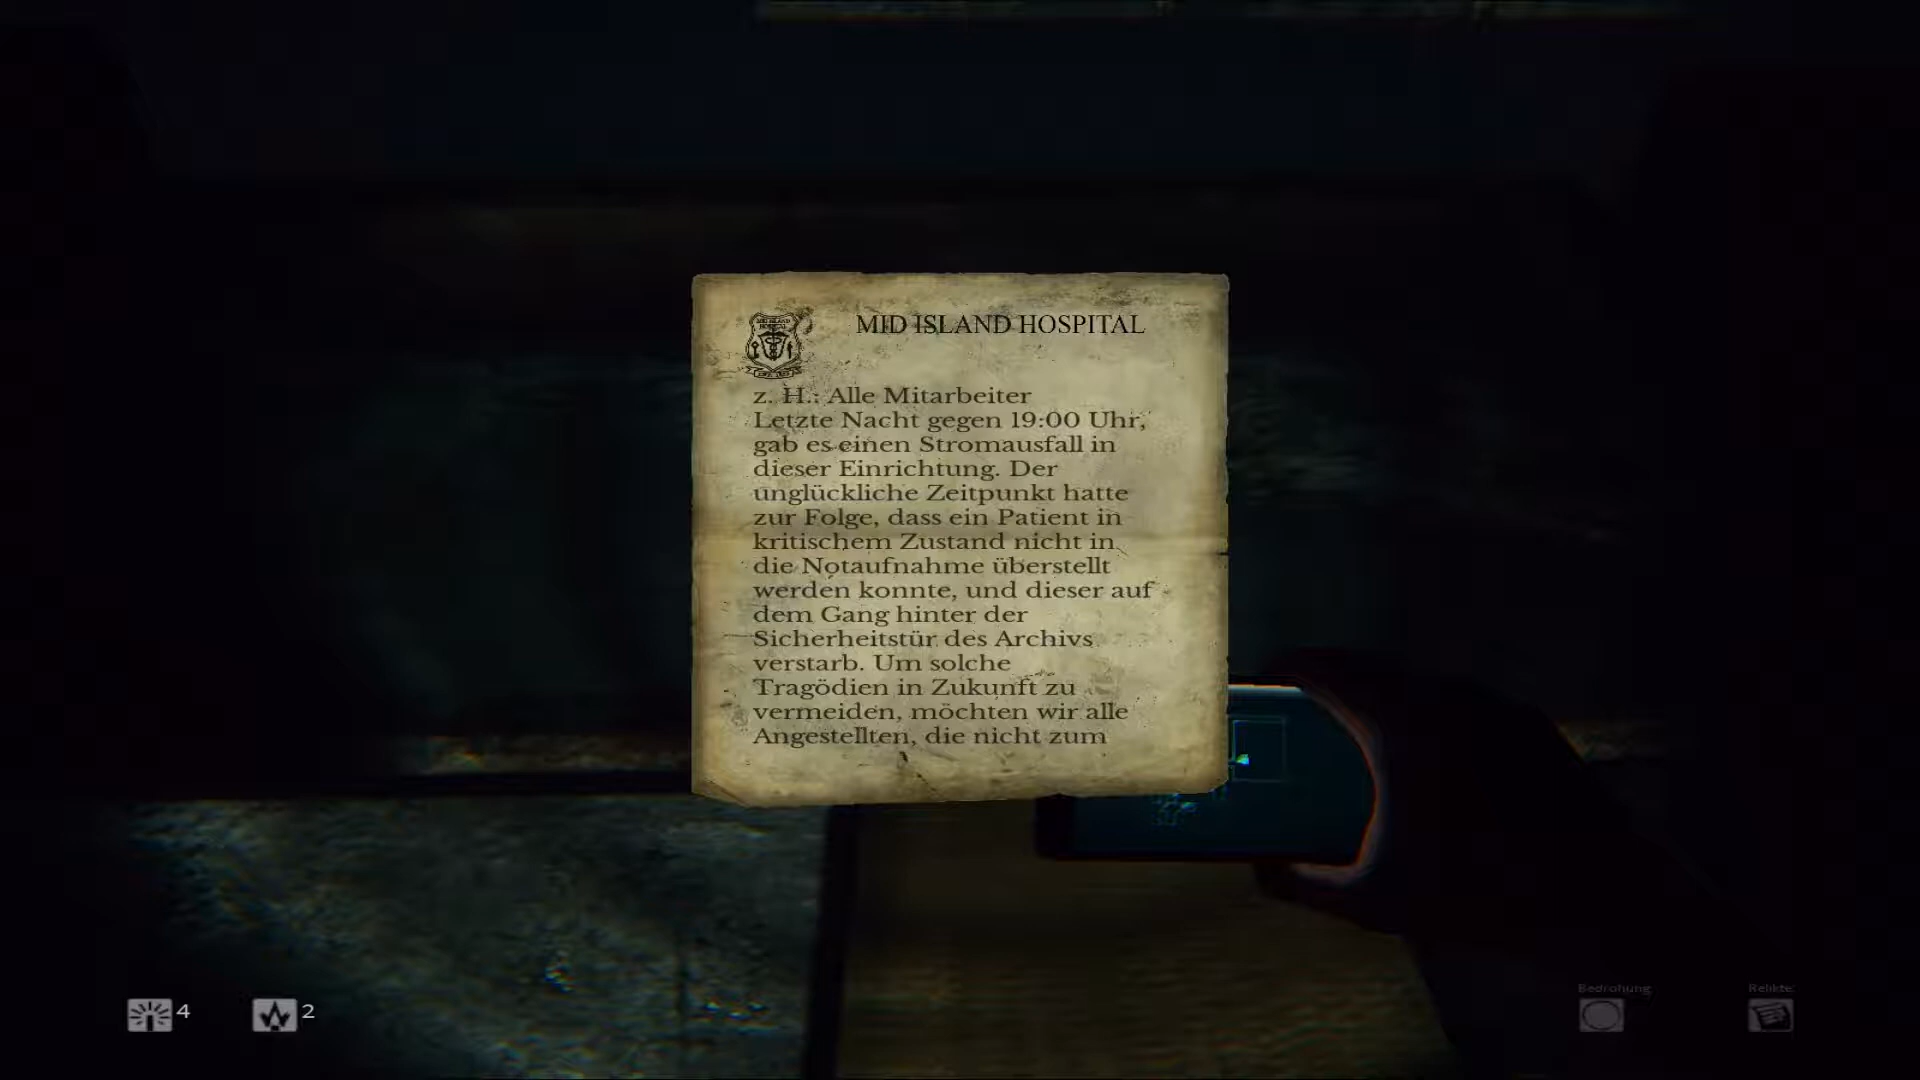 MID ISLAND HOSPITAL
MID ISLAND
HOSPITAL
z. H.: Alle Mitarbeiter
Letzte Nacht gegen 19:00 Uhr,
gab es einen Stromausfall in
dieser Einrichtung. Der
unglückliche Zeitpunkt hatte
zur Folge, dass ein Patient in
kritischem Zustand nicht in
die Notaufnahme überstellt
werden konnte, und dieser auf
dem Gang hinter der
Sicherheitstür des Archivs
verstarb. Um solche
Tragödien in Zukunft zu
vermeiden, möchten wir alle
Angestellten, die nicht zum
4
2
Bedrohung
Relikte: